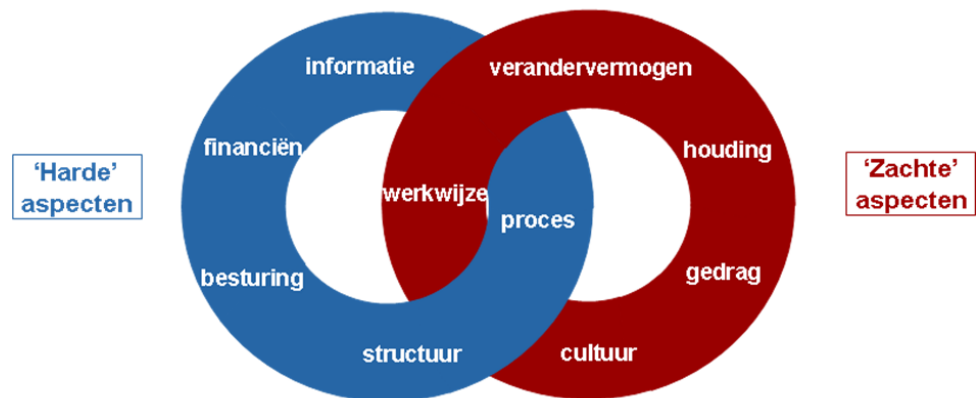 informatie
verandervermogen
financiën
houding
'Harde'
aspecten
'Zachte'
aspecten
werkwijze
proces
besturing
gedrag
structuur
cultuur